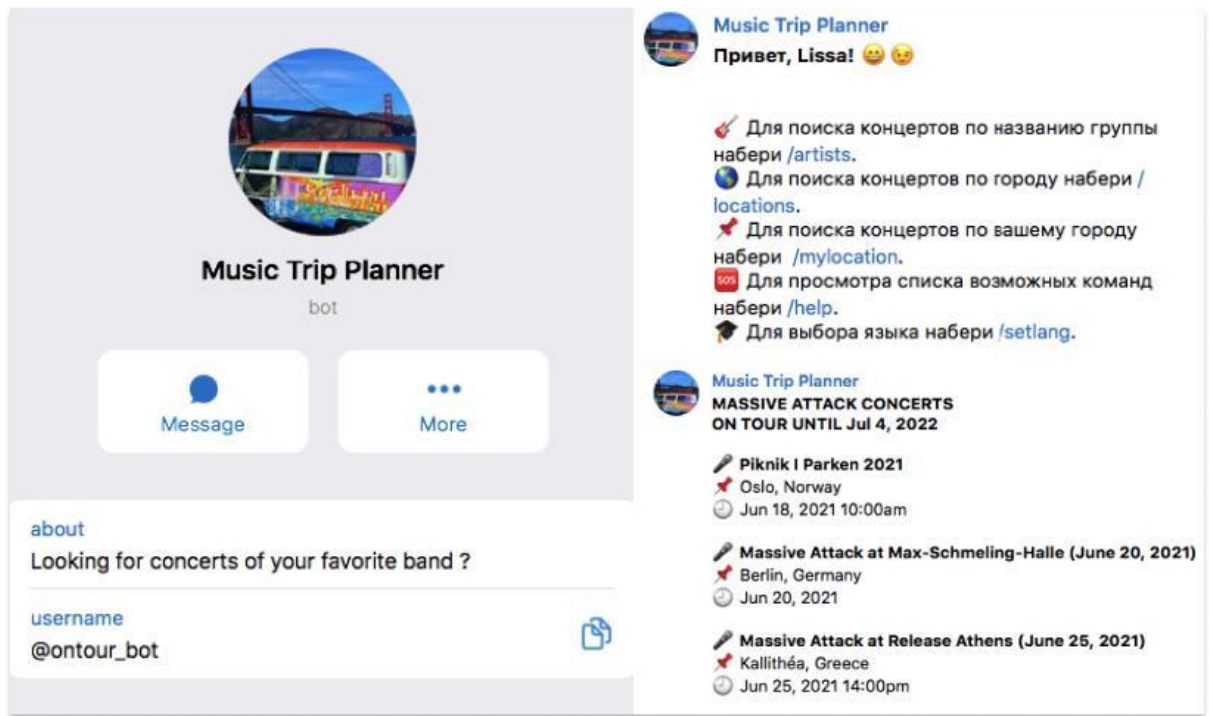 Music Trip Planner
bot
Message
More
about
Looking for concerts of your favorite band ?
username
@ontour_bot
Music Trip Planner
Привет, Lissa! 😀 😉
🎸 Для поиска концертов по названию группы
набери /artists.
🌎 Для поиска концертов по городу набери /
locations.
📌 Для поиска концертов по вашему городу
набери /mylocation.
🆘 Для просмотра списка возможных команд
набери /help.
🎓 Для выбора языка набери /setlang.
Music Trip Planner
MASSIVE ATTACK CONCERTS
ON TOUR UNTIL Jul 4, 2022
🎤 Piknik I Parken 2021
📌 Oslo, Norway
🕘 Jun 18, 2021 10:00am
🎤 Massive Attack at Max-Schmeling-Halle (June 20, 2021)
📌 Berlin, Germany
🕘 Jun 20, 2021
🎤 Massive Attack at Release Athens (June 25, 2021)
📌 Kallithéa, Greece
🕘 Jun 25, 2021 14:00pm